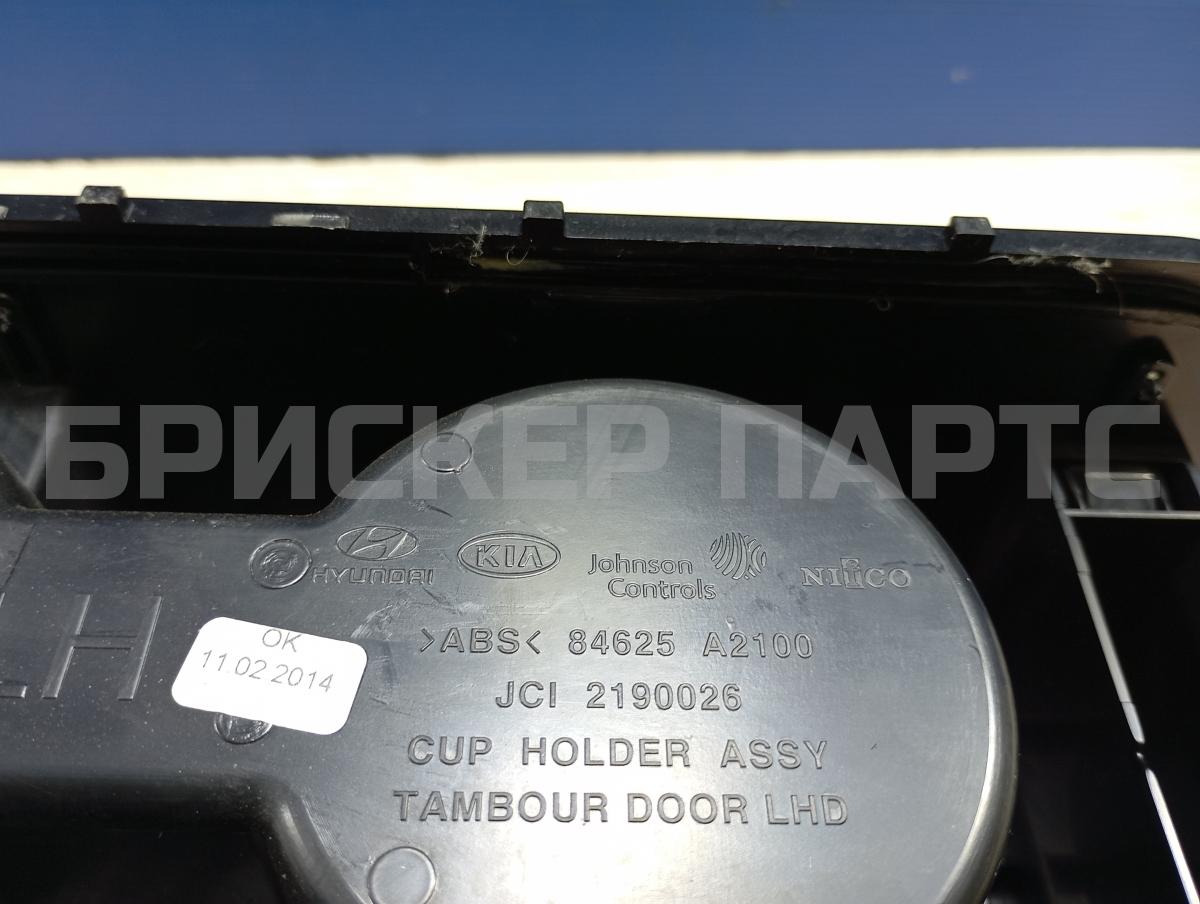 БРИСКЕР ПАРТС
HYUNDAI
KIA
Johnson
Controls
NIFCO
LH
OK
11.02.2014
>ABS< 84625 A2100
JCI 2190026
CUP HOLDER ASSY
TAMBOUR DOOR LHD